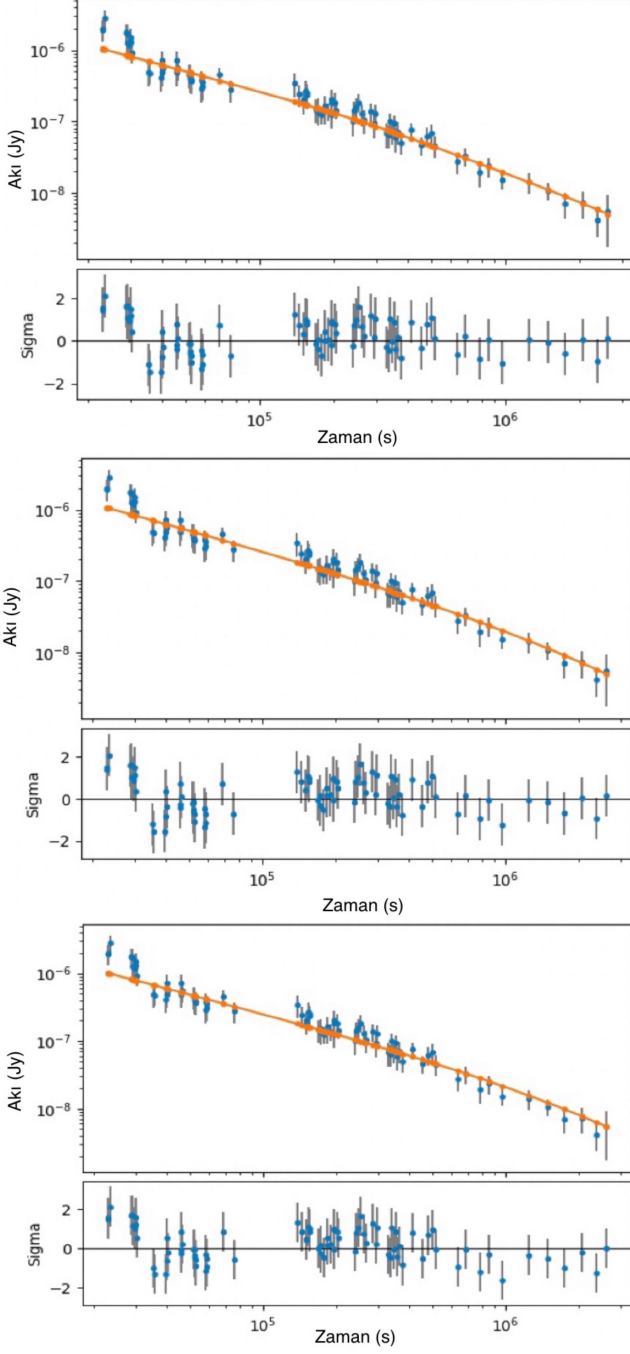 10⁻⁶
10⁻⁷
10⁻⁸
Akı (Jy)
2
0
−2
Sigma
10⁵ 10⁶
Zaman (s)
10⁻⁶
10⁻⁷
10⁻⁸
Akı (Jy)
2
0
−2
Sigma
10⁵ 10⁶
Zaman (s)
10⁻⁶
10⁻⁷
10⁻⁸
Akı (Jy)
2
0
−2
Sigma
10⁵ 10⁶
Zaman (s)